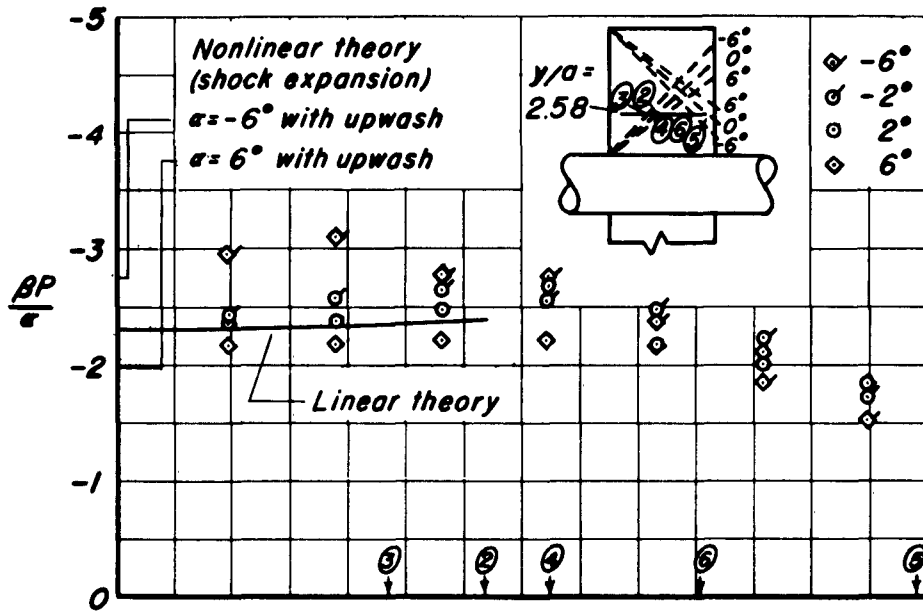 -5
-4
-3
-2
-1
0
βP
α
Nonlinear theory
(shock expansion)
α=-6° with upwash
α= 6° with upwash
y/a=
2.58
③ ②
④ ⑥ ⑤
-6°
0°
6°
6°
0°
-6°
-6°
-2°
2°
6°
Linear theory
③ ② ④ ⑥ ⑤